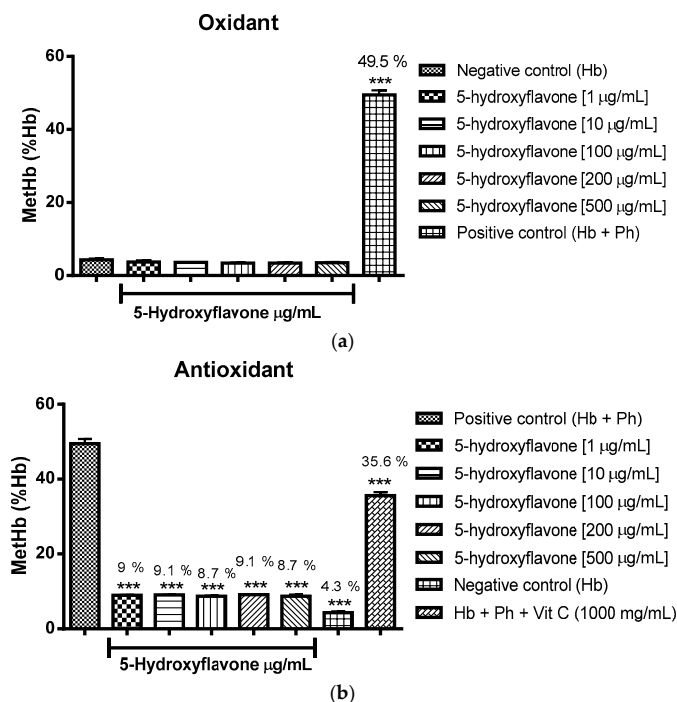 Oxidant
60
40
20
0
MetHb (%Hb)
49.5 %
***
5-Hydroxyflavone µg/mL
Negative control (Hb)
5-hydroxyflavone [1 µg/mL]
5-hydroxyflavone [10 µg/mL]
5-hydroxyflavone [100 µg/mL]
5-hydroxyflavone [200 µg/mL]
5-hydroxyflavone [500 µg/mL]
Positive control (Hb + Ph)
(a)
Antioxidant
60
40
20
0
MetHb (%Hb)
9 %
***
9.1 %
***
8.7 %
***
9.1 %
***
8.7 %
***
4.3 %
***
35.6 %
***
5-Hydroxyflavone µg/mL
Positive control (Hb + Ph)
5-hydroxyflavone [1 µg/mL]
5-hydroxyflavone [10 µg/mL]
5-hydroxyflavone [100 µg/mL]
5-hydroxyflavone [200 µg/mL]
5-hydroxyflavone [500 µg/mL]
Negative control (Hb)
Hb + Ph + Vit C (1000 mg/mL)
(b)